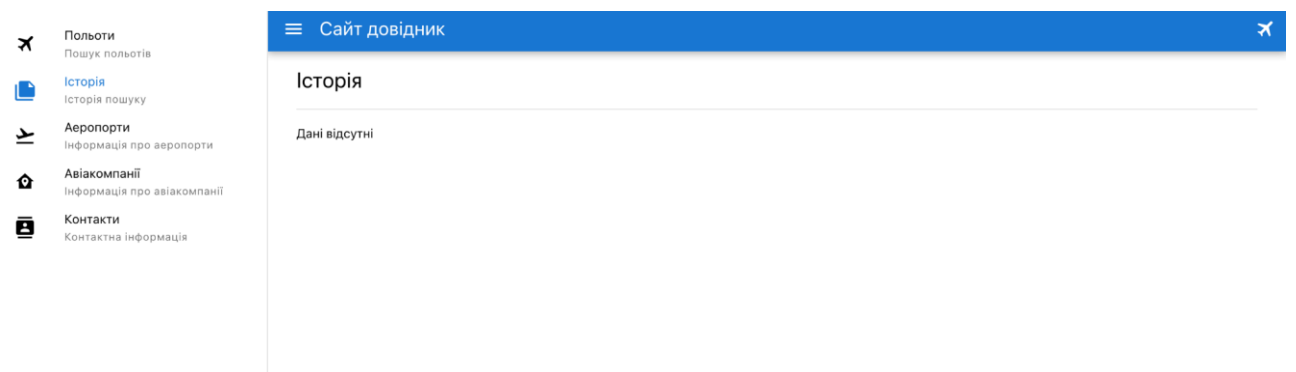 Польоти
Пошук польотів
Історія
Історія пошуку
Аеропорти
Інформація про аеропорти
Авіакомпанії
Інформація про авіакомпанії
Контакти
Контактна інформація
Сайт довідник
Історія
Дані відсутні